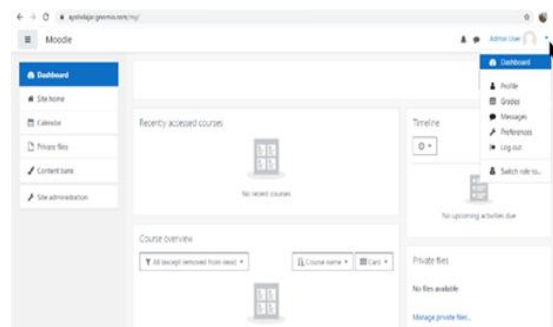 Moodle
Admin User
Dashboard
Site home
Calendar
Private files
Content bank
Site administration
Recently accessed courses
No recent courses
Course overview
All (except removed from view)
Course name
Card
Timeline
No upcoming activities due
Private files
No files available
Manage private files...
Dashboard
Profile
Grades
Messages
Preferences
Log out
Switch role to...